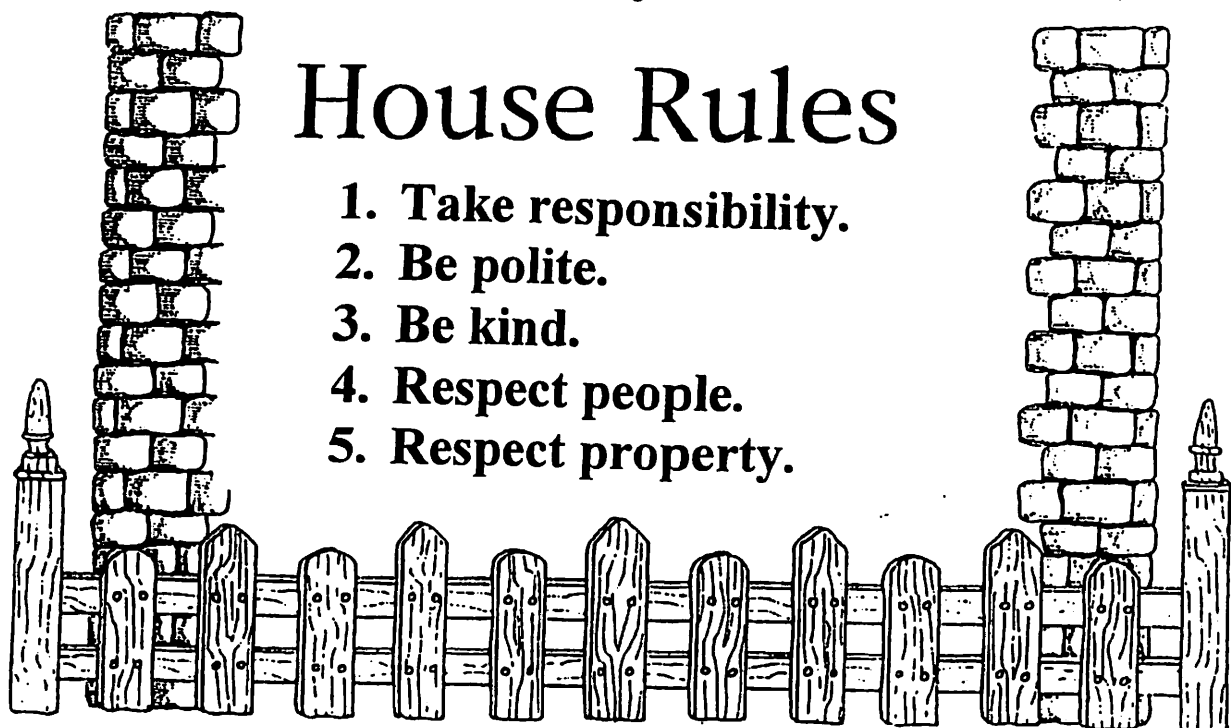 House Rules
1. Take responsibility.
2. Be polite.
3. Be kind.
4. Respect people.
5. Respect property.